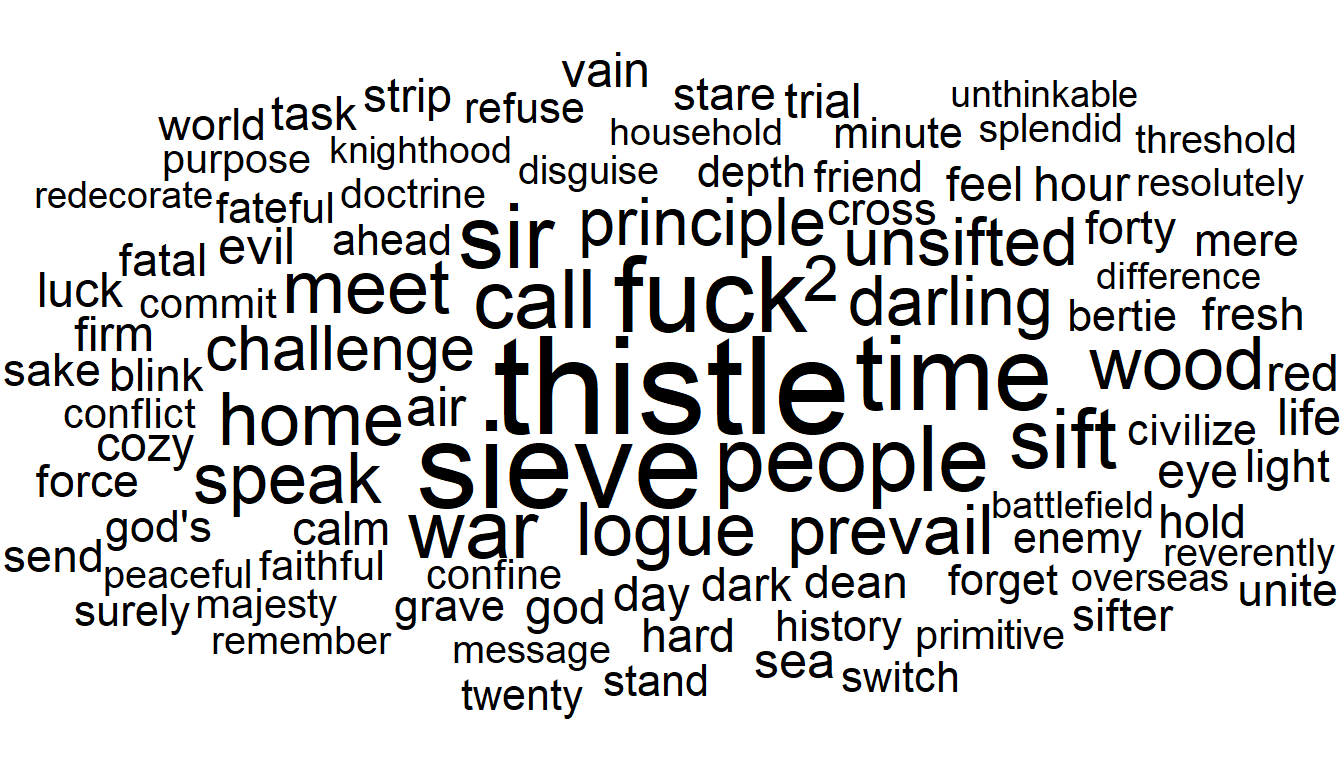 vain
world task strip refuse stare trial unthinkable
purpose knighthood household minute splendid threshold
redecorate fateful doctrine disguise depth friend feel hour resolutely
fatal evil ahead sir principle cross unsifted forty mere
luck commit meet call fuck 2 darling bertie difference fresh
firm challenge
sake blink thistle time wood red
conflict home air civilize life
cozy sieve people sift
force speak eye light
god's calm war logue prevail battlefield hold
send enemy reverently
peaceful faithful confine day dark dean forget overseas unite
surely majesty grave god sifter
remember message hard history primitive
twenty stand sea switch